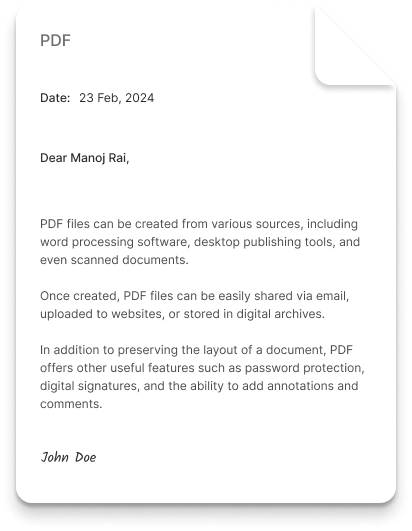 PDF
Date: 23 Feb, 2024
Dear Manoj Rai,
PDF files can be created from various sources, including
word processing software, desktop publishing tools, and
even scanned documents.
Once created, PDF files can be easily shared via email,
uploaded to websites, or stored in digital archives.
In addition to preserving the layout of a document, PDF
offers other useful features such as password protection,
digital signatures, and the ability to add annotations and
comments.
John Doe